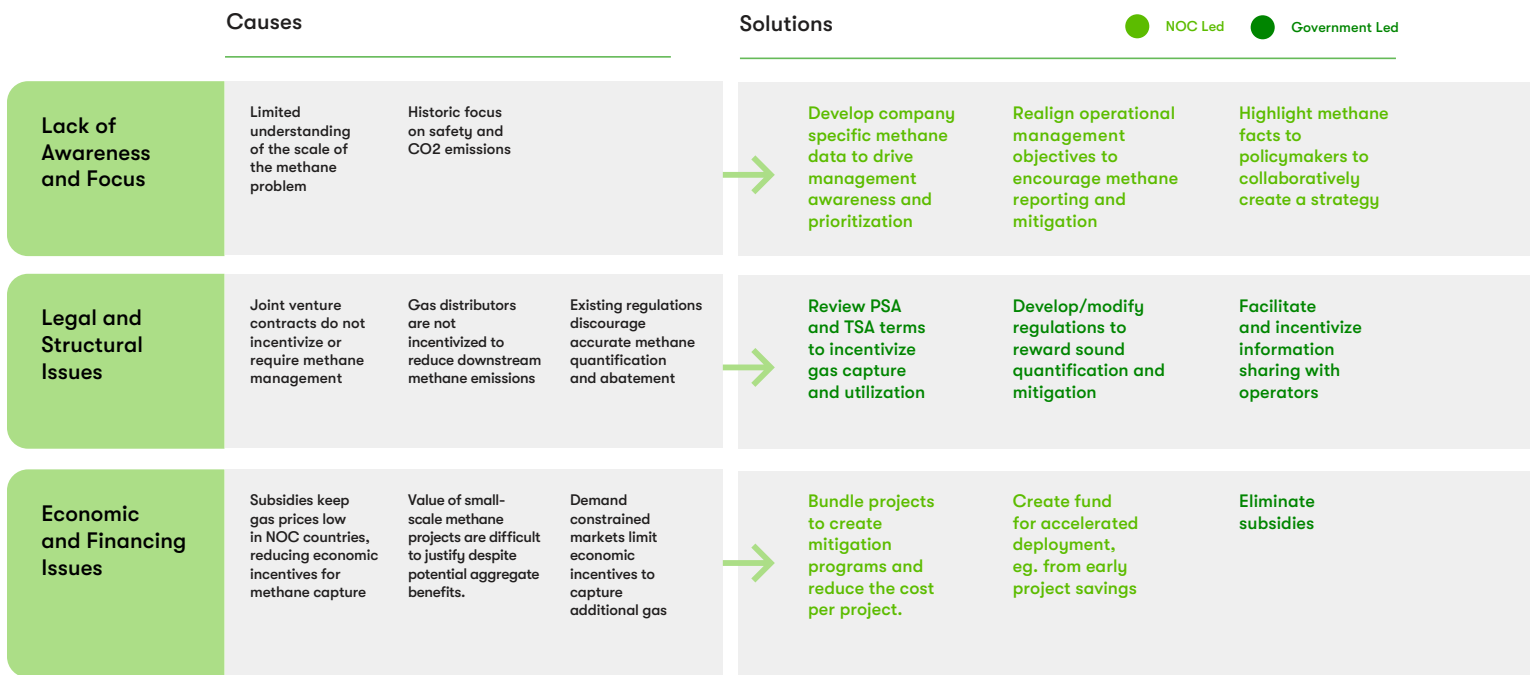 Causes
Solutions
NOC Led
Government Led
Lack of
Awareness
and Focus
Limited
understanding
of the scale of
the methane
problem
Historic focus
on safety and
CO2 emissions
Develop company
specific methane
data to drive
management
awareness and
prioritization
Realign operational
management
objectives to
encourage methane
reporting and
mitigation
Highlight methane
facts to
policymakers to
collaboratively
create a strategy
Legal and
Structural
Issues
Joint venture
contracts do not
incentivize or
require methane
management
Gas distributors
are not
incentivized to
reduce downstream
methane emissions
Existing regulations
discourage
accurate methane
quantification
and abatement
Review PSA
and TSA terms
to incentivize
gas capture
and utilization
Develop/modify
regulations to
reward sound
quantification and
mitigation
Facilitate
and incentivize
information
sharing with
operators
Economic
and Financing
Issues
Subsidies keep
gas prices low
in NOC countries,
reducing economic
incentives for
methane capture
Value of small-
scale methane
projects are difficult
to justify despite
potential aggregate
benefits.
Demand
constrained
markets limit
economic
incentives to
capture
additional gas
Bundle projects
to create
mitigation
programs and
reduce the cost
per project.
Create fund
for accelerated
deployment,
eg. from early
project savings
Eliminate
subsidies